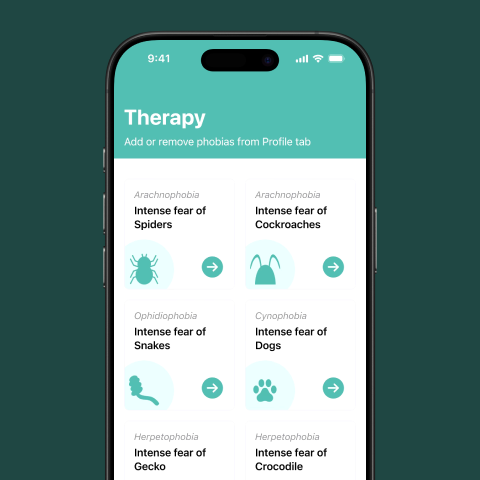 9:41
Therapy
Add or remove phobias from Profile tab
Arachnophobia
Intense fear of
Spiders
Arachnophobia
Intense fear of
Cockroaches
Ophidiophobia
Intense fear of
Snakes
Cynophobia
Intense fear of
Dogs
Herpetophobia
Intense fear of
Gecko
Herpetophobia
Intense fear of
Crocodile